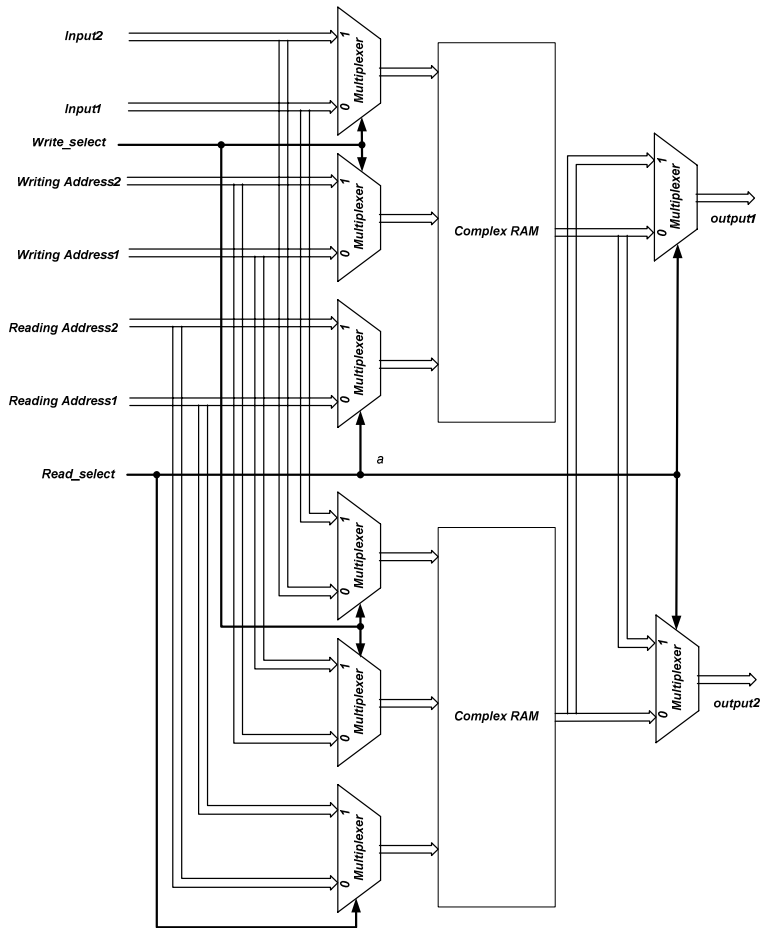 Input2
1
Multiplexer
0
Input1
Write_select
Writing Address2
1
Multiplexer
0
Writing Address1
Complex RAM
1
Multiplexer
0
output1
Reading Address2
1
Multiplexer
0
Reading Address1
a
Read_select
1
Multiplexer
0
1
Multiplexer
0
Complex RAM
1
Multiplexer
0
output2
1
Multiplexer
0